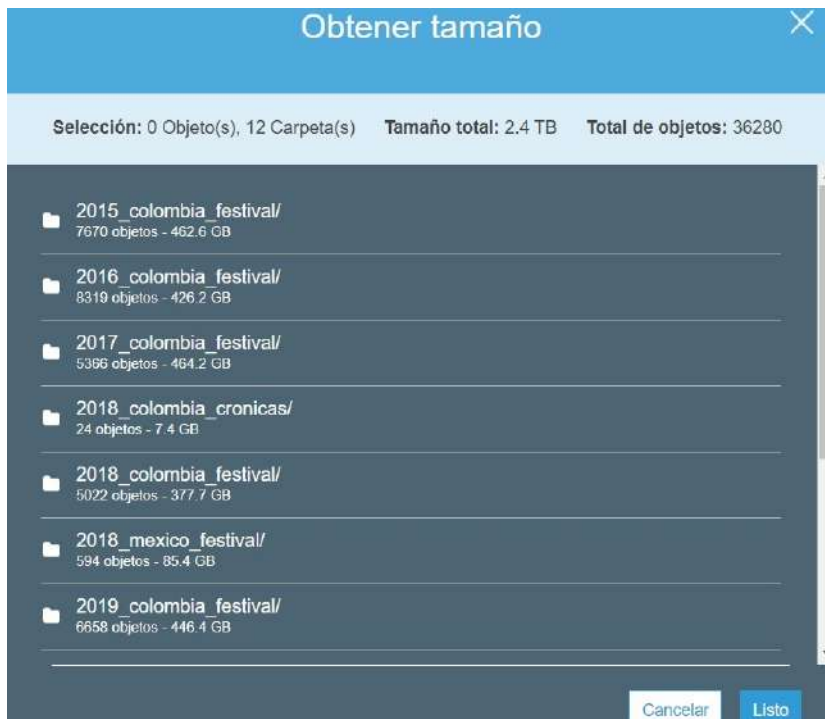 Obtener tamaño
Selección: 0 Objeto(s), 12 Carpeta(s) Tamaño total: 2.4 TB Total de objetos: 36280
2015_colombia_festival/
7670 objetos - 462.6 GB
2016_colombia_festival/
8319 objetos - 426.2 GB
2017_colombia_festival/
5366 objetos - 464.2 GB
2018_colombia_cronicas/
24 objetos - 7.4 GB
2018_colombia_festival/
5022 objetos - 377.7 GB
2018_mexico_festival/
594 objetos - 85.4 GB
2019_colombia_festival/
6658 objetos - 446.4 GB
Cancelar Listo